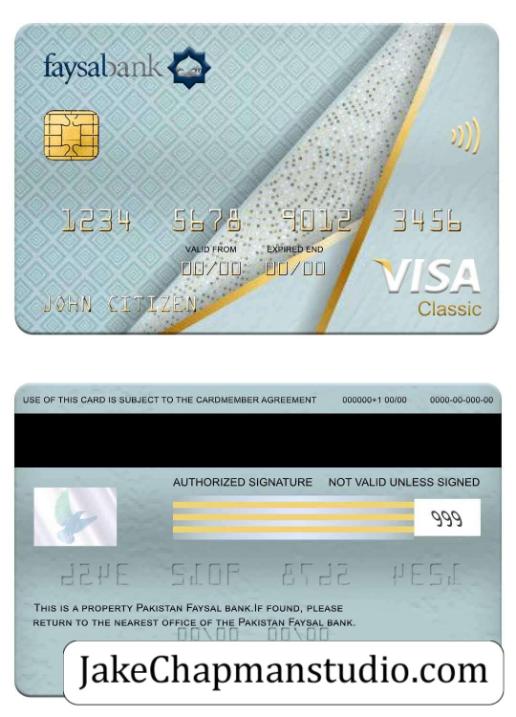 faysabank
1234 5678 9012 3456
VALID FROM EXPIRED END
00/00 00/00
JOHN CITIZEN
VISA
Classic
USE OF THIS CARD IS SUBJECT TO THE CARDMEMBER AGREEMENT 000000+1 00/00 0000-00-000-00
AUTHORIZED SIGNATURE NOT VALID UNLESS SIGNED
999
THIS IS A PROPERTY PAKISTAN FAYSAL BANK.IF FOUND, PLEASE
RETURN TO THE NEAREST OFFICE OF THE PAKISTAN FAYSAL BANK.
JakeChapmanstudio.com